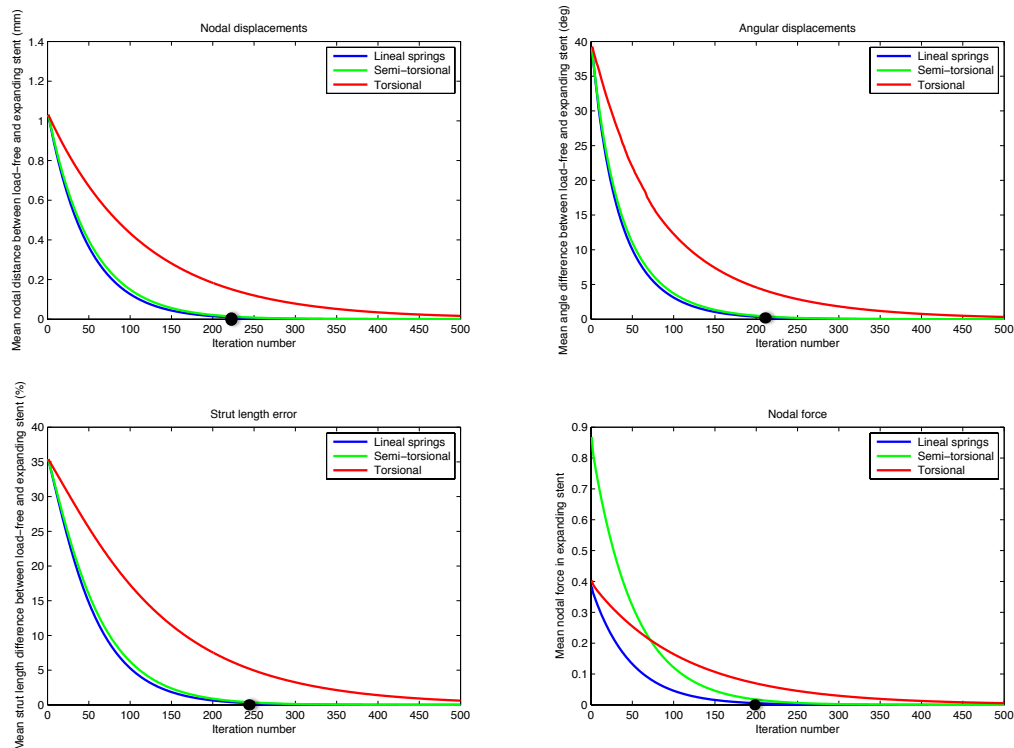 Nodal displacements
Mean nodal distance between load−free and expanding stent (mm)
1.4
1.2
1
0.8
0.6
0.4
0.2
0
Lineal springs
Semi−torsional
Torsional
0 50 100 150 200 250 300 350 400 450 500
Iteration number
Angular displacements
Mean angle difference between load−free and expanding stent (deg)
40
35
30
25
20
15
10
5
0
Lineal springs
Semi−torsional
Torsional
0 50 100 150 200 250 300 350 400 450 500
Iteration number
Strut length error
Mean strut length difference between load−free and expanding stent (%)
40
35
30
25
20
15
10
5
0
Lineal springs
Semi−torsional
Torsional
0 50 100 150 200 250 300 350 400 450 500
Iteration number
Nodal force
Mean nodal force in expanding stent
0.9
0.8
0.7
0.6
0.5
0.4
0.3
0.2
0.1
0
Lineal springs
Semi−torsional
Torsional
0 50 100 150 200 250 300 350 400 450 500
Iteration number